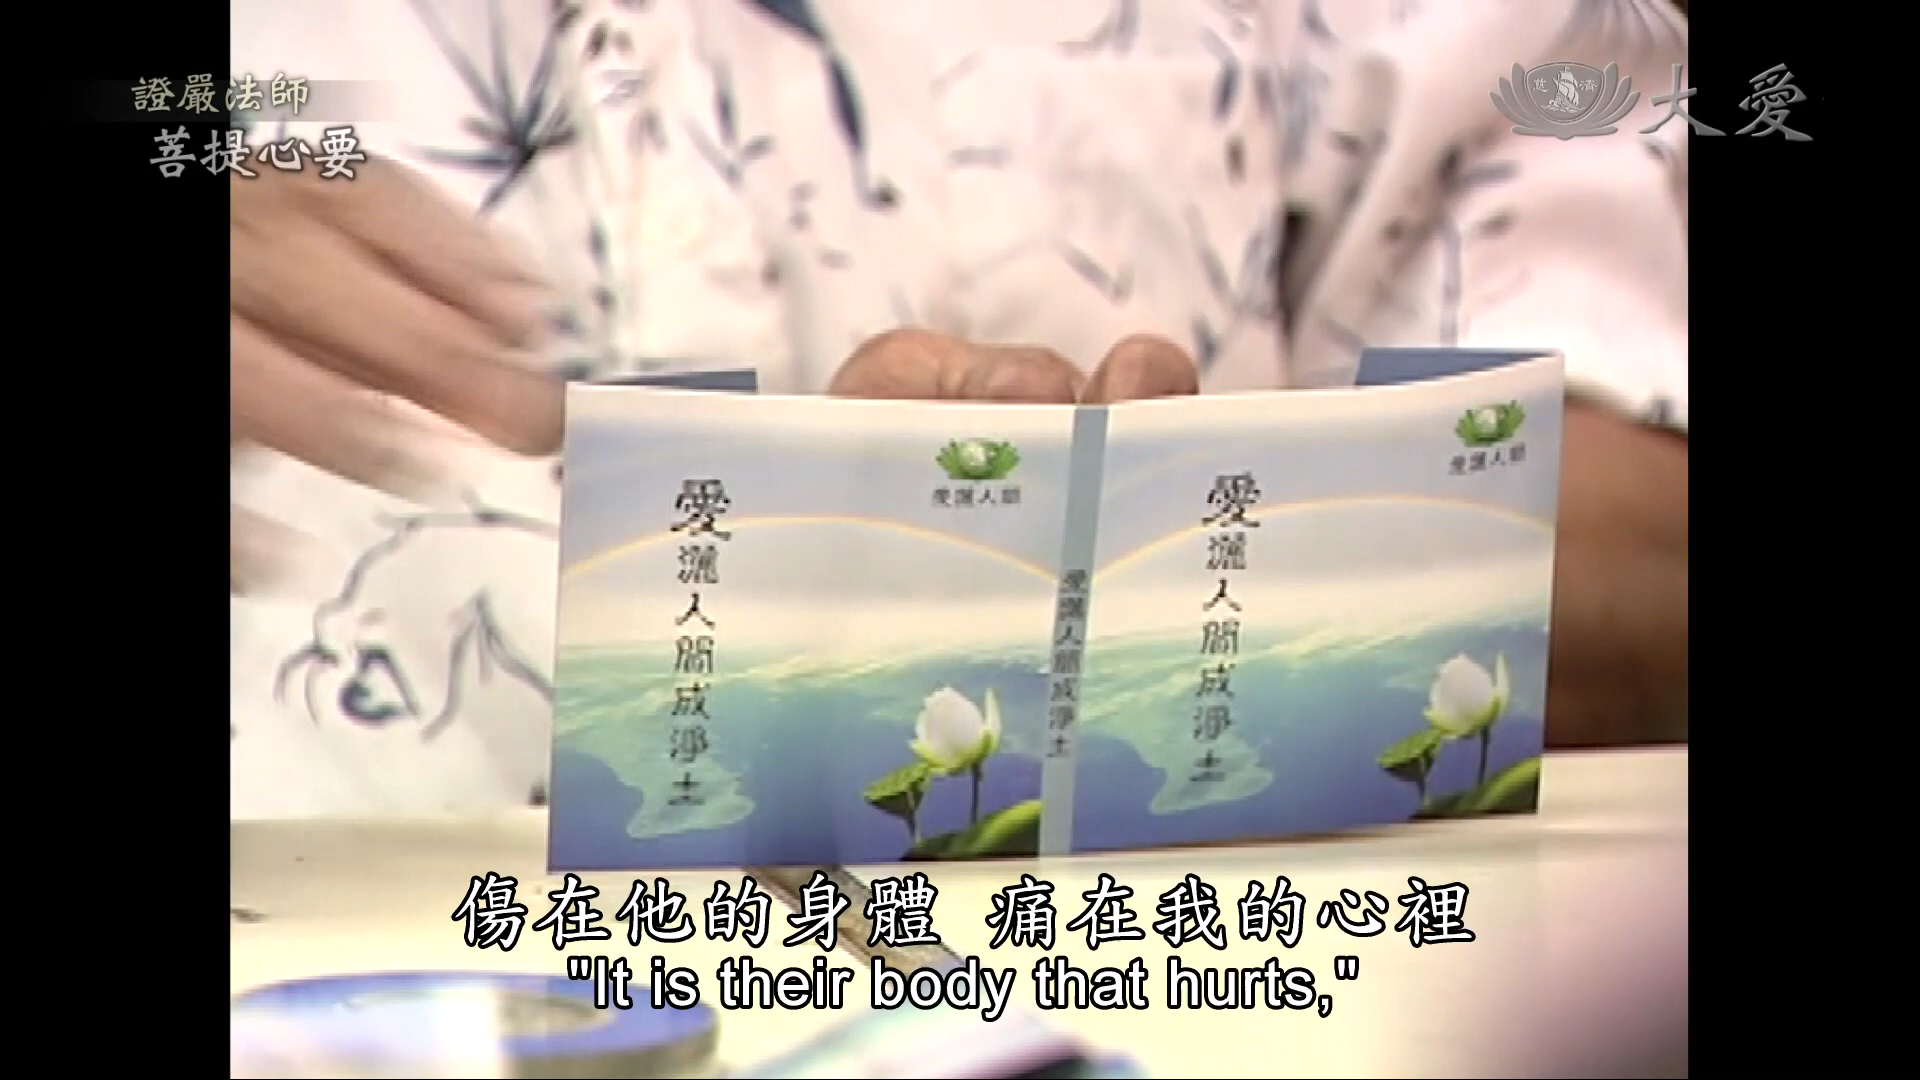 證嚴法師
菩提心要
慈濟
大愛
愛灑人間
愛灑人間
愛灑人間成淨土
愛灑人間成淨土
愛灑人間成淨土
傷在他的身體 痛在我的心裡
"It is their body that hurts,"